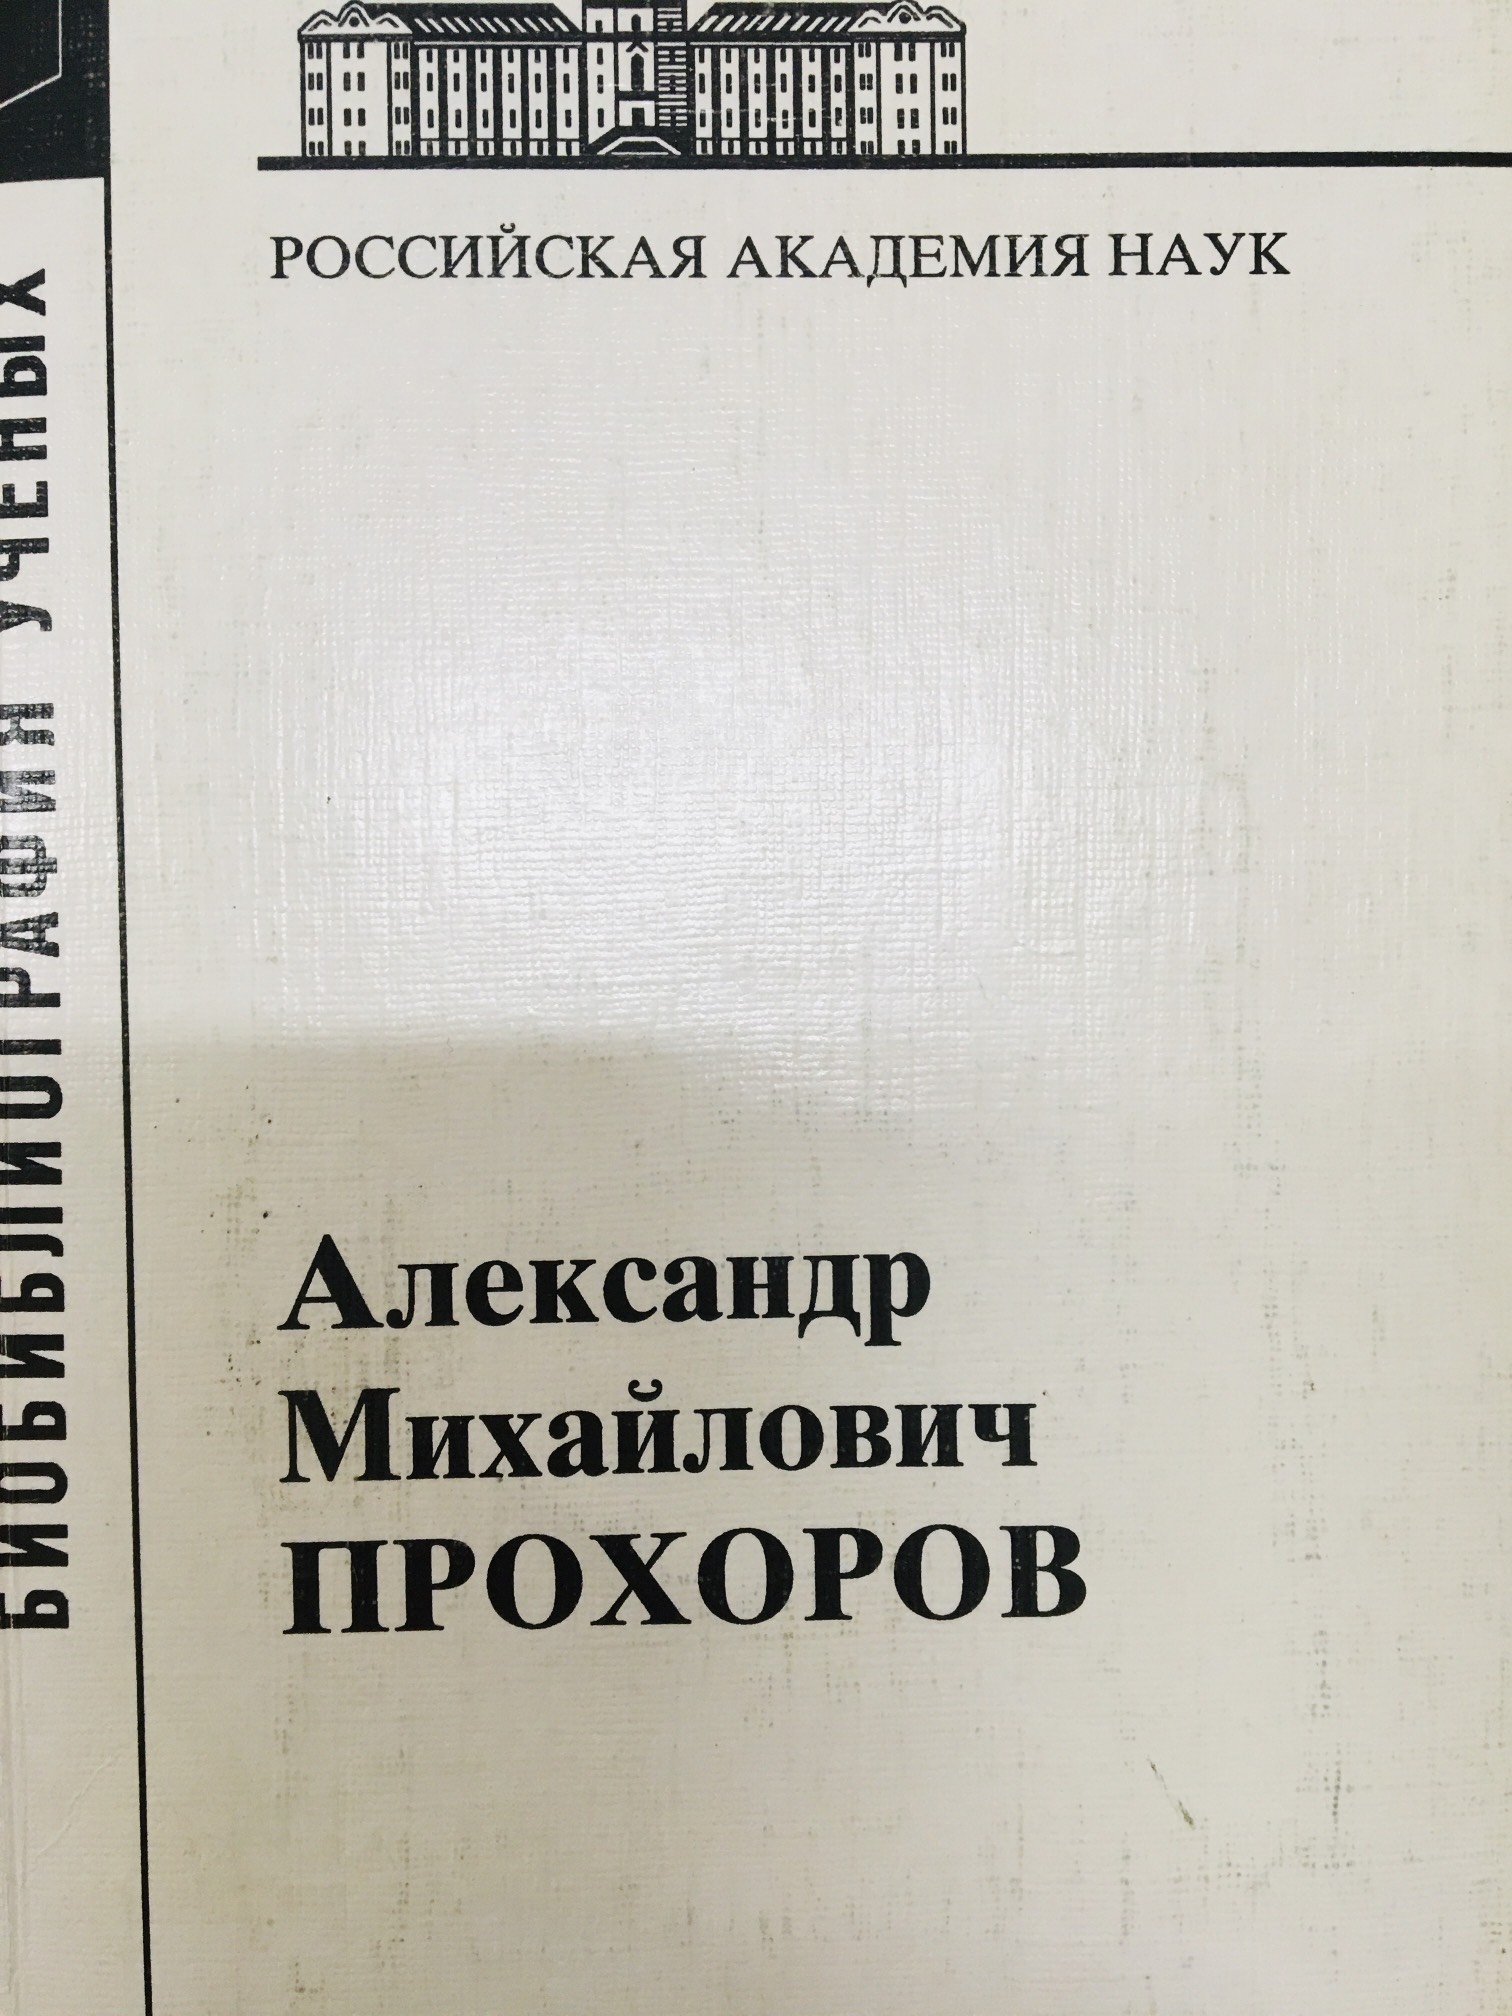 РОССИЙСКАЯ АКАДЕМИЯ НАУК
БИОБИБЛИОГРАФИЯ УЧЕНЫХ
Александр
Михайлович
ПРОХОРОВ